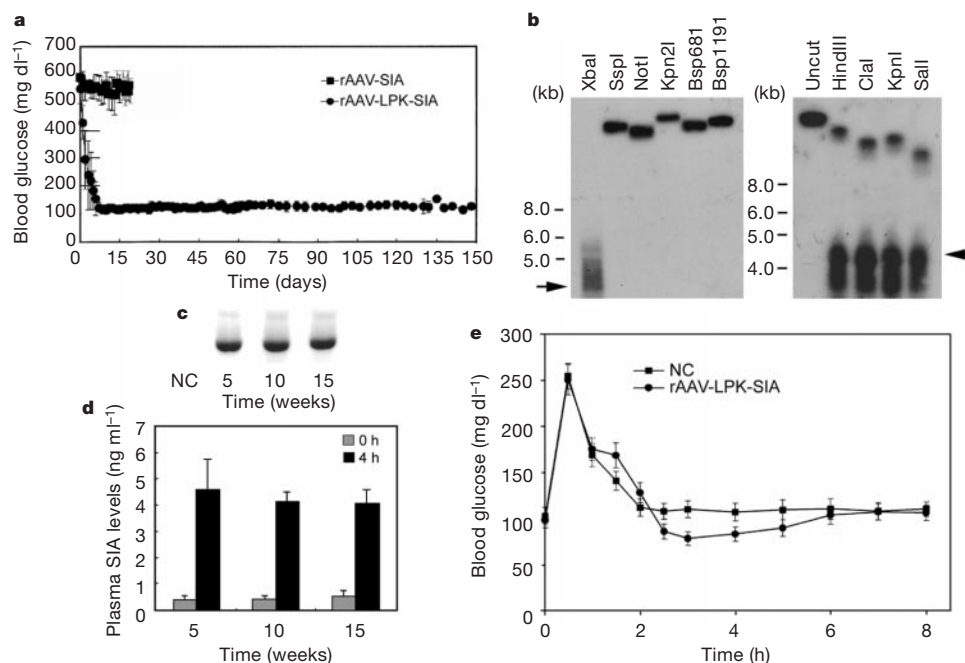 a
Blood glucose (mg dl–1)
700
600
500
400
300
200
100
0
rAAV-SIA
rAAV-LPK-SIA
0 15 30 45 60 75 90 105 120 135 150
Time (days)
b
(kb)
XbaI
SspI
NotI
Kpn2I
Bsp681
Bsp1191
8.0
6.0
5.0
(kb)
Uncut
HindIII
ClaI
KpnI
SalI
8.0
6.0
5.0
4.0
c
NC 5 10 15
Time (weeks)
d
Plasma SIA levels (ng ml–1)
7
6
5
4
3
2
1
0
0 h
4 h
5 10 15
Time (weeks)
e
Blood glucose (mg dl–1)
300
250
200
150
100
50
0
NC
rAAV-LPK-SIA
0 2 4 6 8
Time (h)